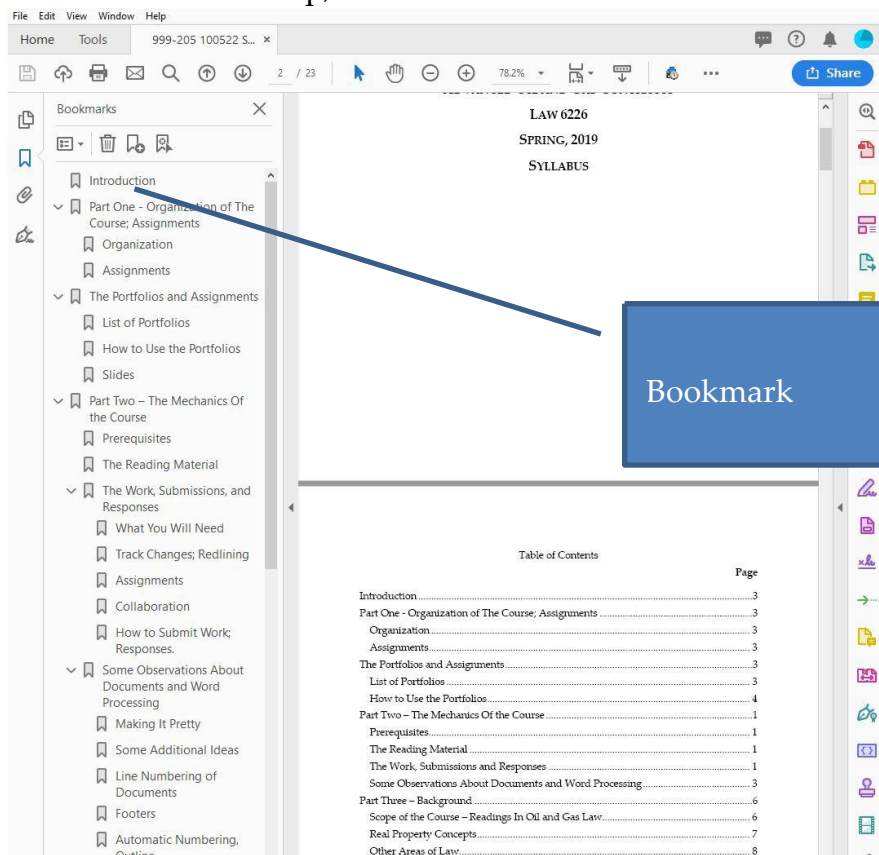 File Edit View Window Help
Home Tools 999-205 100522 S... ×
2 / 23 78.2% Share
Bookmarks
Introduction
Part One - Organization of The
Course; Assignments
Organization
Assignments
The Portfolios and Assignments
List of Portfolios
How to Use the Portfolios
Slides
Part Two – The Mechanics Of
the Course
Prerequisites
The Reading Material
The Work, Submissions, and
Responses
What You Will Need
Track Changes; Redlining
Assignments
Collaboration
How to Submit Work;
Responses.
Some Observations About
Documents and Word
Processing
Making It Pretty
Some Additional Ideas
Line Numbering of
Documents
Footers
Automatic Numbering,
LAW 6226
SPRING, 2019
SYLLABUS
Bookmark
Table of Contents
Page
Introduction 3
Part One - Organization of The Course; Assignments 3
Organization 3
Assignments 3
The Portfolios and Assignments 3
List of Portfolios 3
How to Use the Portfolios 4
Part Two – The Mechanics Of the Course 1
Prerequisites 1
The Reading Material 1
The Work, Submissions and Responses 1
Some Observations About Documents and Word Processing 3
Part Three – Background 6
Scope of the Course – Readings In Oil and Gas Law 6
Real Property Concepts 7
Other Areas of Law 8